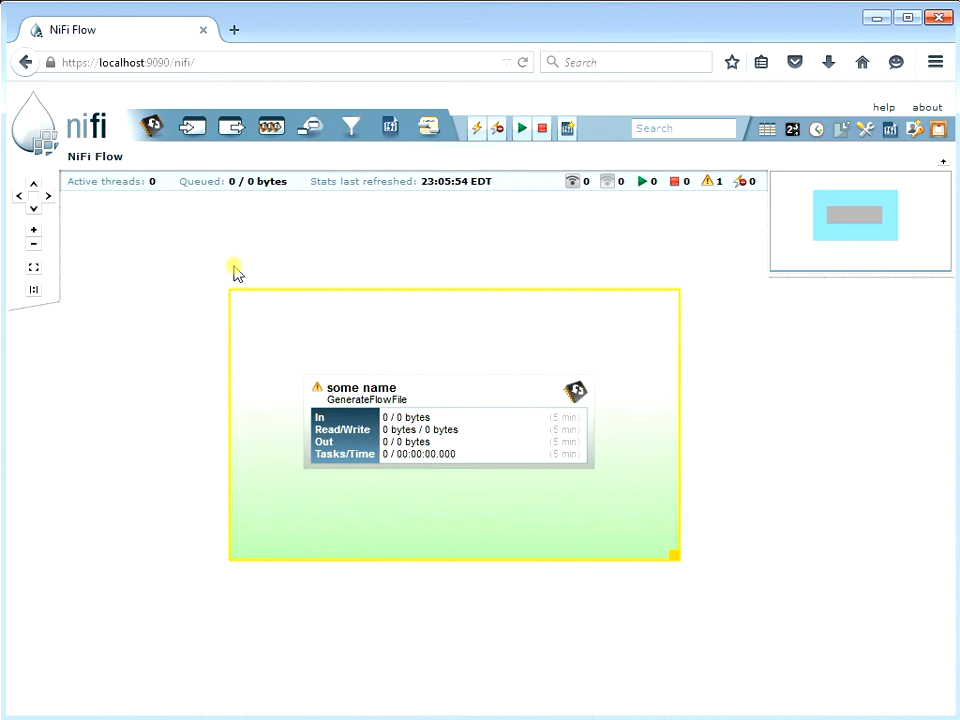 NiFi Flow
https://localhost:9090/nifi/
Search
help about
nifi
Search
NiFi Flow
Active threads: 0 Queued: 0 / 0 bytes Stats last refreshed: 23:05:54 EDT 0 0 0 0 1 0
some name
GenerateFlowFile
In 0 / 0 bytes (5 min)
Read/Write 0 bytes / 0 bytes (5 min)
Out 0 / 0 bytes (5 min)
Tasks/Time 0 / 00:00:00.000 (5 min)